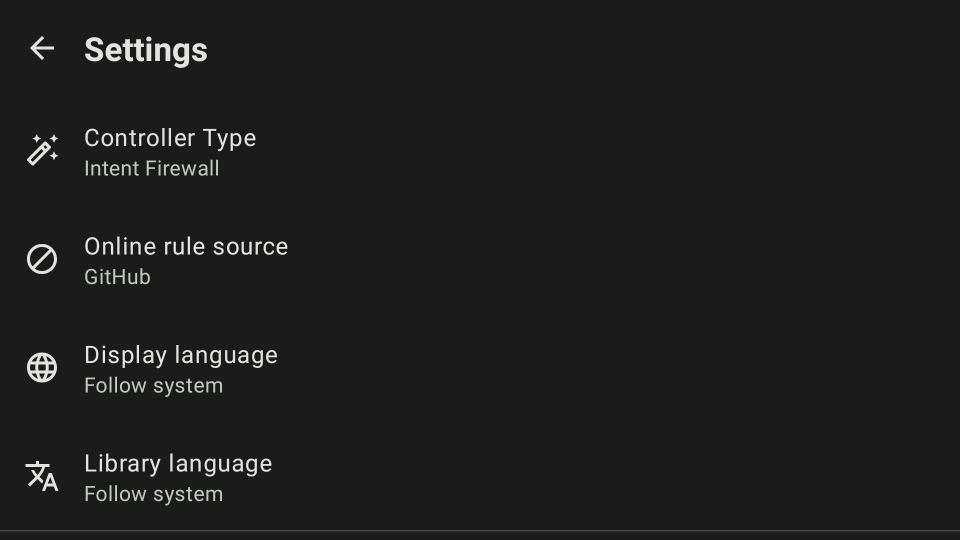 Settings
Controller Type
Intent Firewall
Online rule source
GitHub
Display language
Follow system
Library language
Follow system